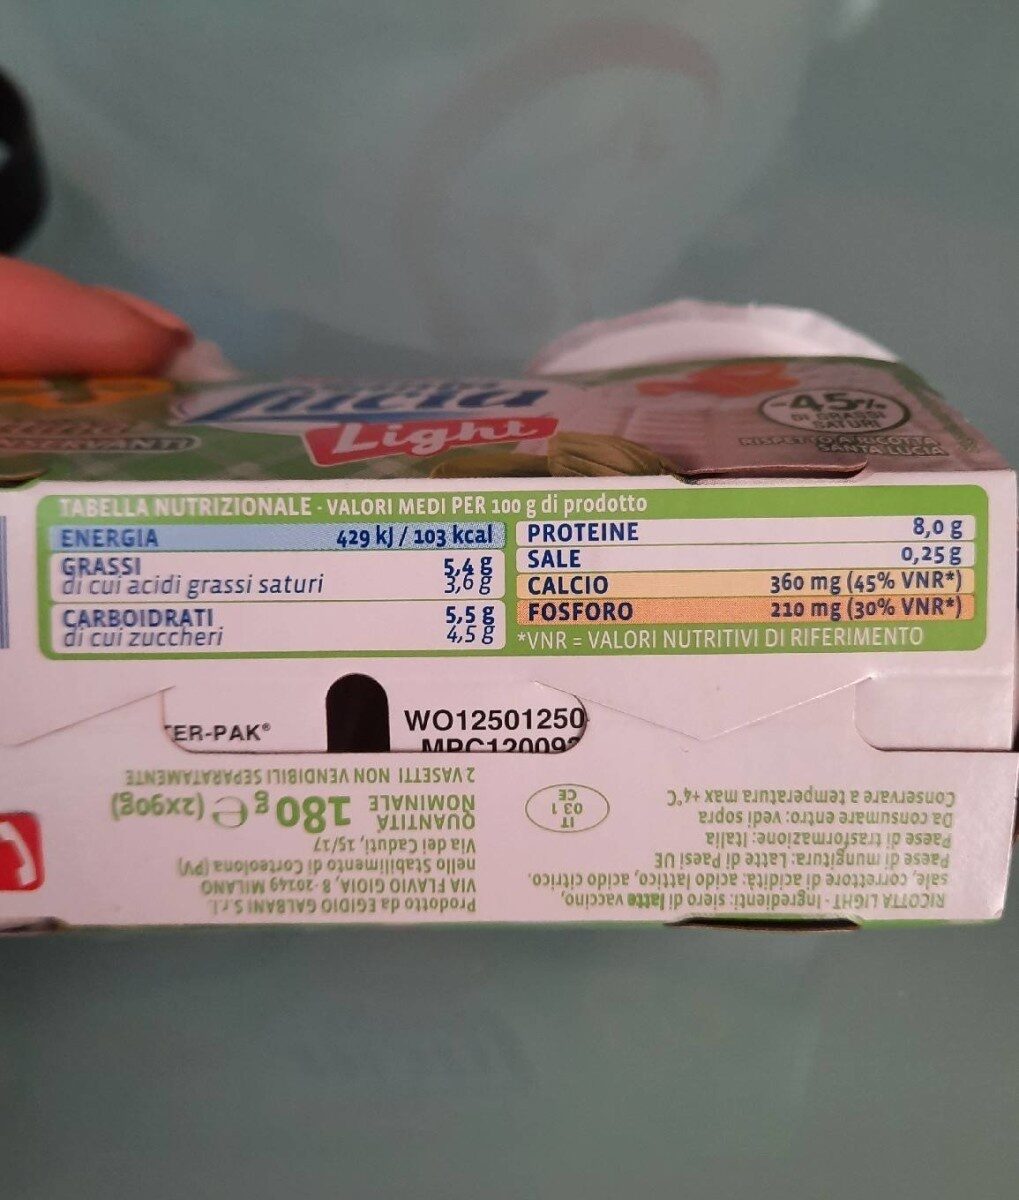 Lucia
Light
-45%
DI GRASSI
SATURI
RISPETTO A RICOTTA
SANTA LUCIA
TABELLA NUTRIZIONALE - VALORI MEDI PER 100 g di prodotto
ENERGIA 429 kJ / 103 kcal
GRASSI 5,4 g
di cui acidi grassi saturi 3,6 g
CARBOIDRATI 5,5 g
di cui zuccheri 4,5 g
PROTEINE 8,0 g
SALE 0,25 g
CALCIO 360 mg (45% VNR*)
FOSFORO 210 mg (30% VNR*)
*VNR = VALORI NUTRITIVI DI RIFERIMENTO
ER-PAK®
WO12501250
RICOTTA LIGHT - Ingredienti: siero di latte vaccino,
sale, correttore di acidità: acido lattico, acido citrico.
Paese di mungitura: Latte di Paesi UE
Paese di trasformazione: Italia
Da consumare entro: vedi sopra
Conservare a temperatura max +4°C
IT
03 1
CE
Prodotto da EGIDIO GALBANI S.r.l.
VIA FLAVIO GIOIA, 8 - 20149 MILANO
nello Stabilimento di Corteolona (PV)
Via dei Caduti, 15/17
QUANTITÀ
NOMINALE 180 g ℮ (2x90g)
2 VASETTI NON VENDIBILI SEPARATAMENTE